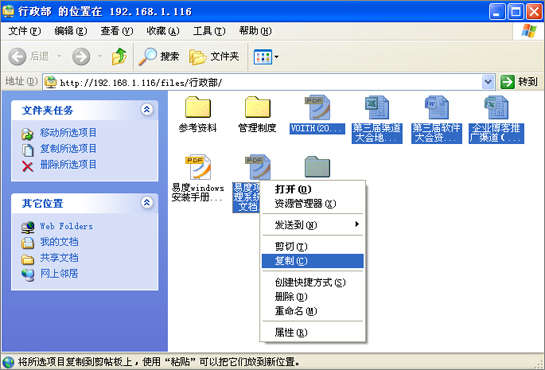 行政部 的位置在 192.168.1.116
文件(F) 编辑(E) 查看(V) 收藏(A) 工具(T) 帮助(H)
后退 搜索 文件夹
地址(D) http://192.168.1.116/files/行政部/ 转到
文件夹任务
移动所选项目
复制所选项目
删除所选项目
其它位置
Web Folders
我的文档
共享文档
网上邻居
参考资料
管理制度
VOITH(20...
第三届渠道
大会地...
第三届软件
大会资...
企业博客推
广渠道(...
PDF
易度windows
安装手册...
PDF
易度项
理系统
文档.
打开(O)
资源管理器(X)
发送到(N)
剪切(T)
复制(C)
创建快捷方式(S)
删除(D)
重命名(M)
属性(R)
将所选项目复制到剪帖板上，使用“粘贴”可以把它们放到新位置。